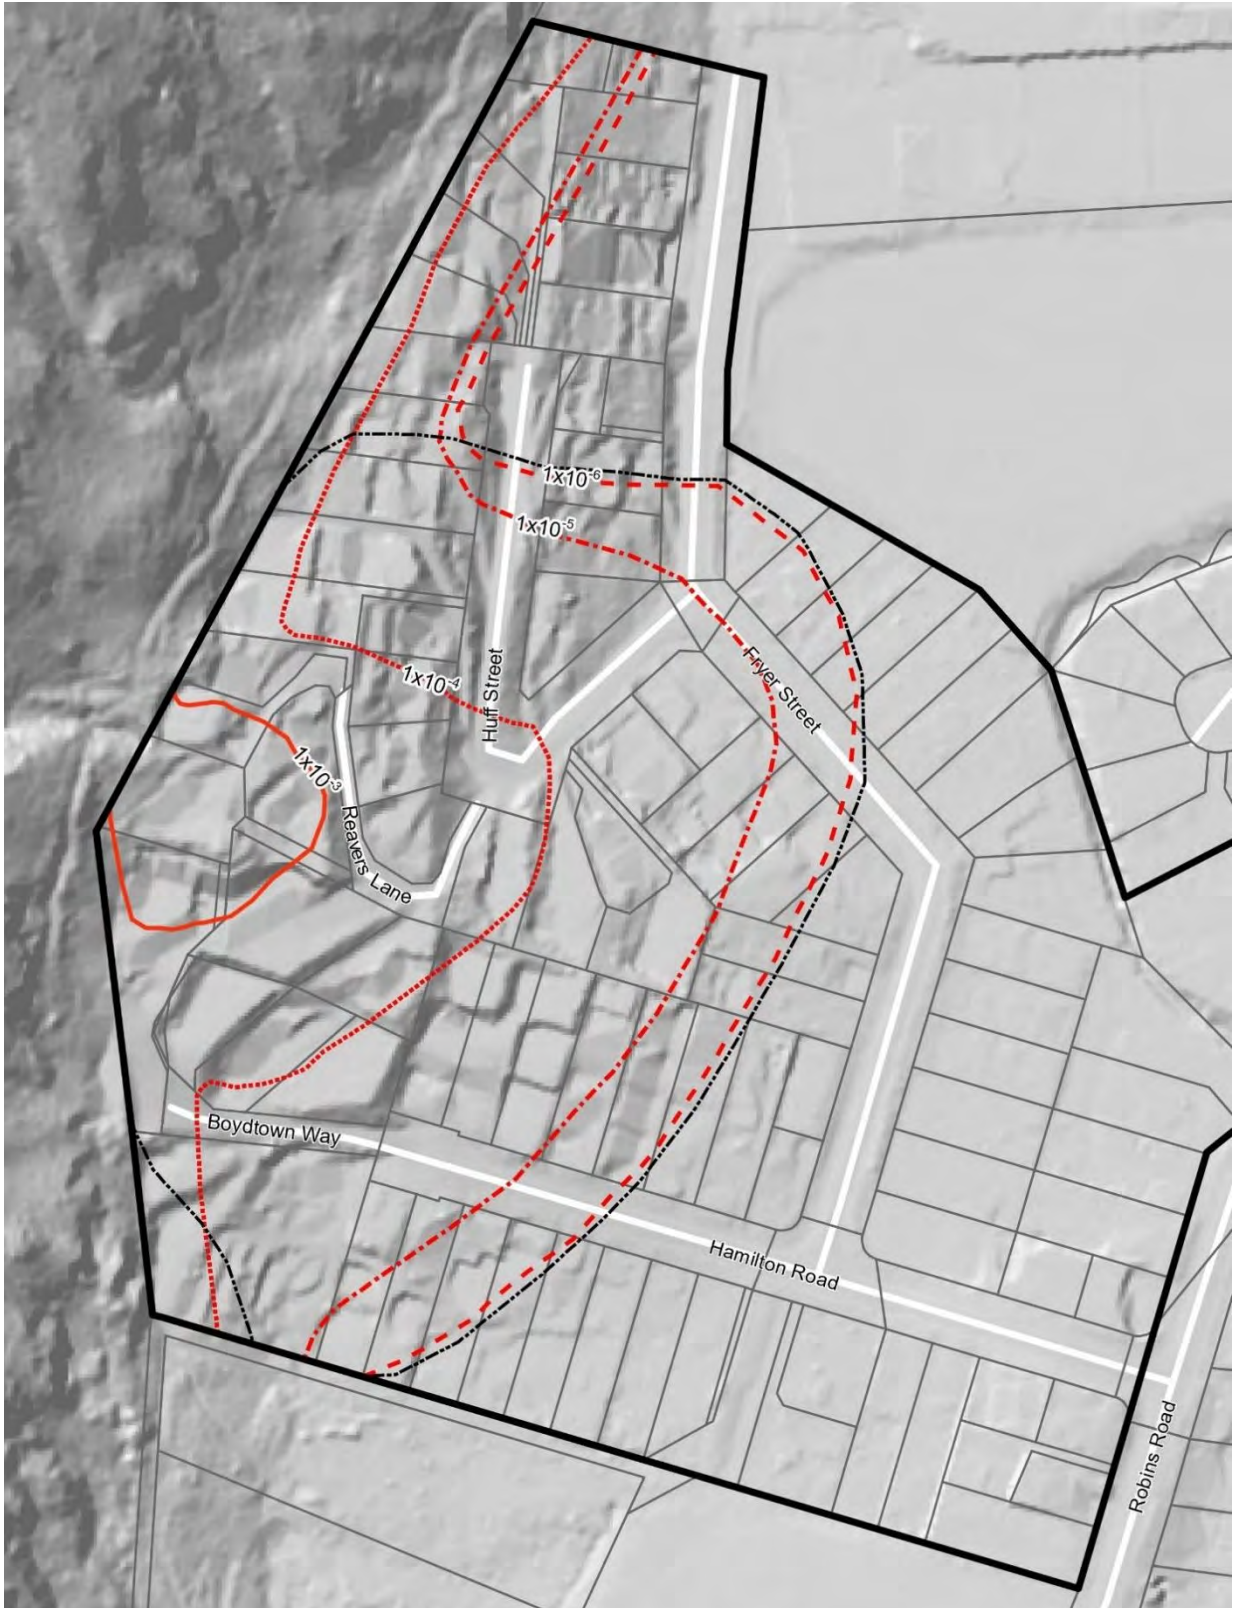 1x10-6
1x10-5
1x10-4
Huff Street
Fryer Street
1x10-3
Reavers Lane
Boydtown Way
Hamilton Road
Robins Road